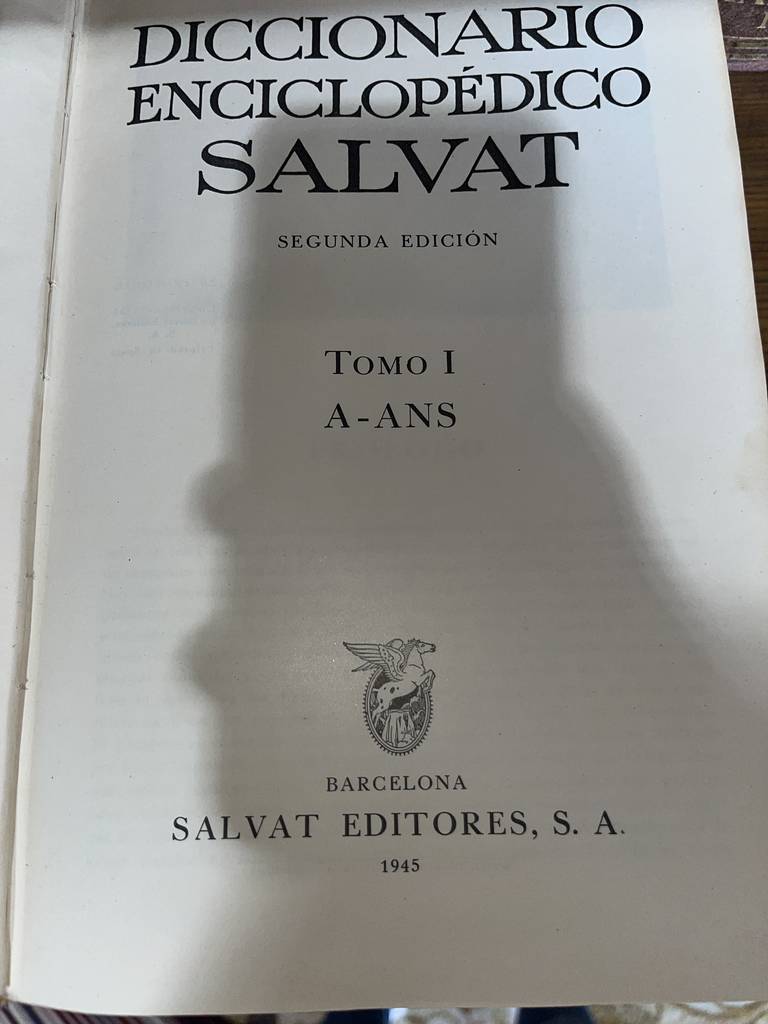 DICCIONARIO
ENCICLOPÉDICO
SALVAT
SEGUNDA EDICIÓN
TOMO I
A-ANS
BARCELONA
SALVAT EDITORES, S. A.
1945